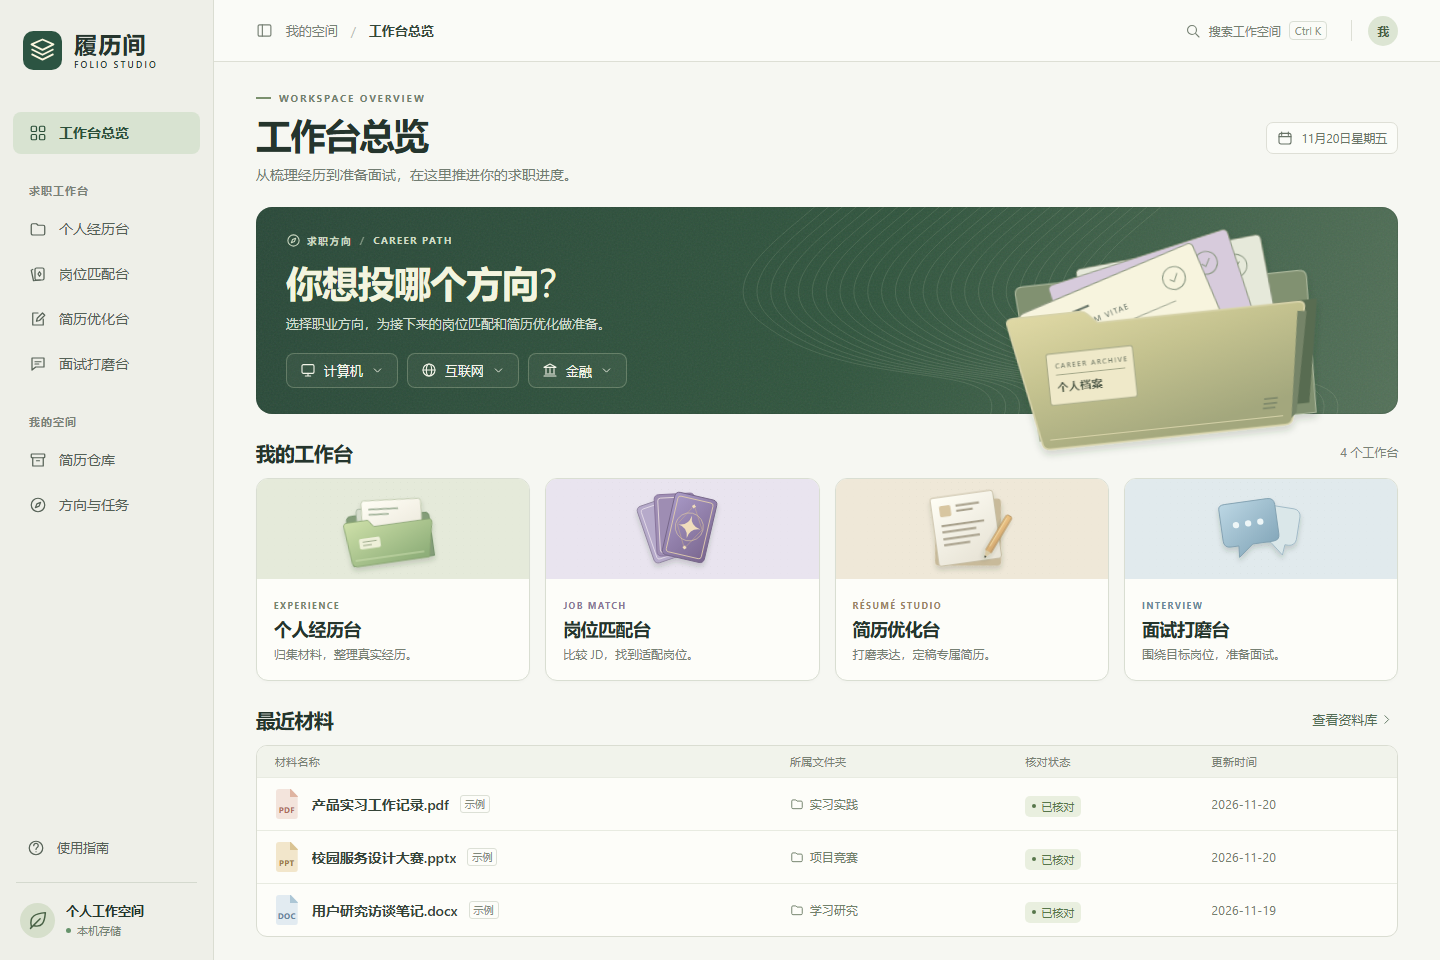 履历间
FOLIO STUDIO
工作台总览
求职工作台
个人经历台
岗位匹配台
简历优化台
面试打磨台
我的空间
简历仓库
方向与任务
使用指南
个人工作空间
本机存储
我的空间 / 工作台总览
搜索工作空间 Ctrl K
我
WORKSPACE OVERVIEW
工作台总览
从梳理经历到准备面试，在这里推进你的求职进度。
11月20日星期五
求职方向 / CAREER PATH
你想投哪个方向？
选择职业方向，为接下来的岗位匹配和简历优化做准备。
计算机
互联网
金融
M VITAE
CAREER ARCHIVE
个人档案
我的工作台
4 个工作台
EXPERIENCE
个人经历台
归集材料，整理真实经历。
JOB MATCH
岗位匹配台
比较 JD，找到适配岗位。
RÉSUMÉ STUDIO
简历优化台
打磨表达，定稿专属简历。
INTERVIEW
面试打磨台
围绕目标岗位，准备面试。
最近材料
查看资料库
材料名称 所属文件夹 核对状态 更新时间
PDF 产品实习工作记录.pdf 示例 实习实践 已核对 2026-11-20
PPT 校园服务设计大赛.pptx 示例 项目竞赛 已核对 2026-11-20
DOC 用户研究访谈笔记.docx 示例 学习研究 已核对 2026-11-19